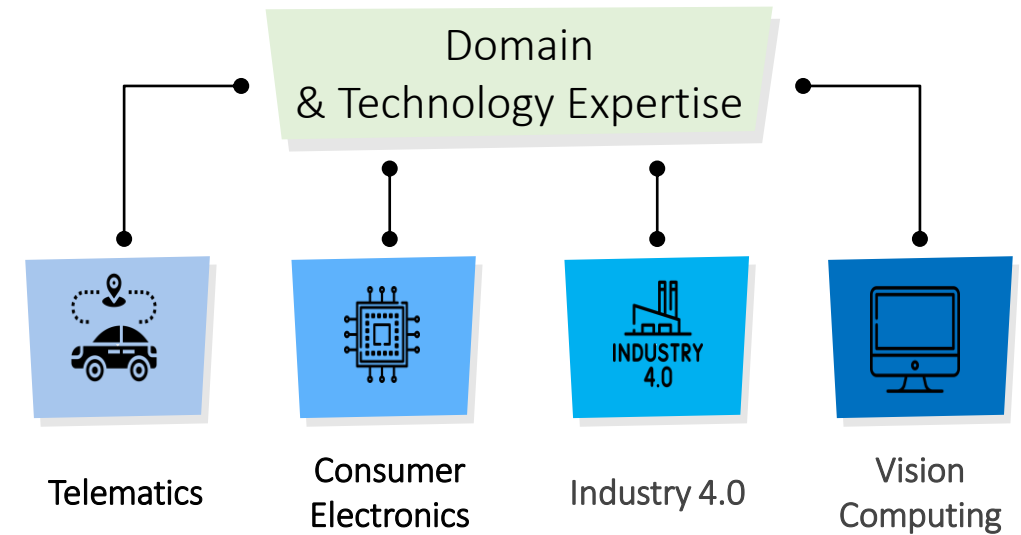 Domain
& Technology Expertise
INDUSTRY
4.0
Telematics
Consumer
Electronics
Industry 4.0
Vision
Computing